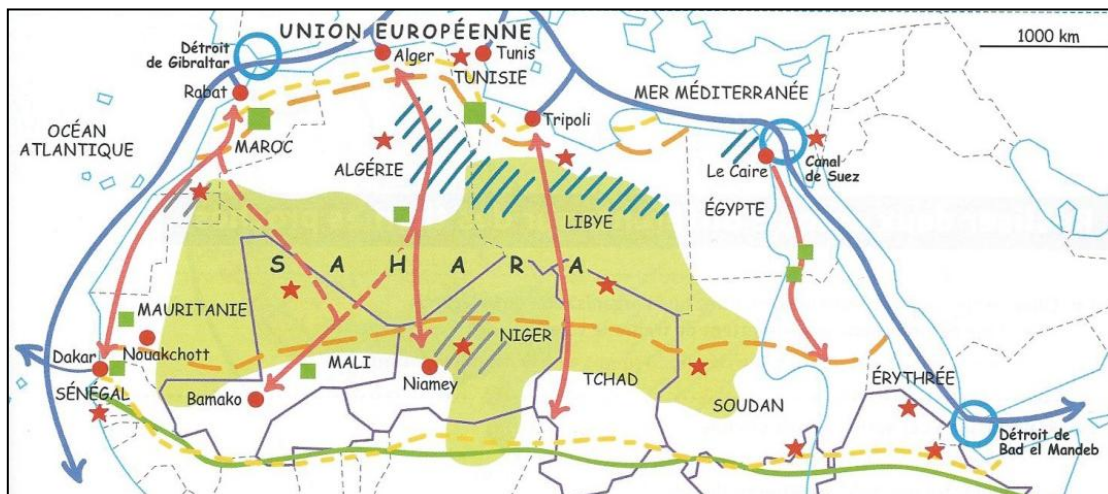 UNION EUROPÉENNE
1000 km
Détroit
de Gibraltar
Alger
Tunis
TUNISIE
Rabat
MER MÉDITERRANÉE
Tripoli
OCÉAN
ATLANTIQUE
MAROC
ALGÉRIE
Le Caire
Canal
de Suez
LIBYE
ÉGYPTE
SAHARA
MAURITANIE
Nouakchott
NIGER
Dakar
MALI
Niamey
TCHAD
ÉRYTHRÉE
SÉNÉGAL
Bamako
SOUDAN
Détroit de
Bad el Mandeb